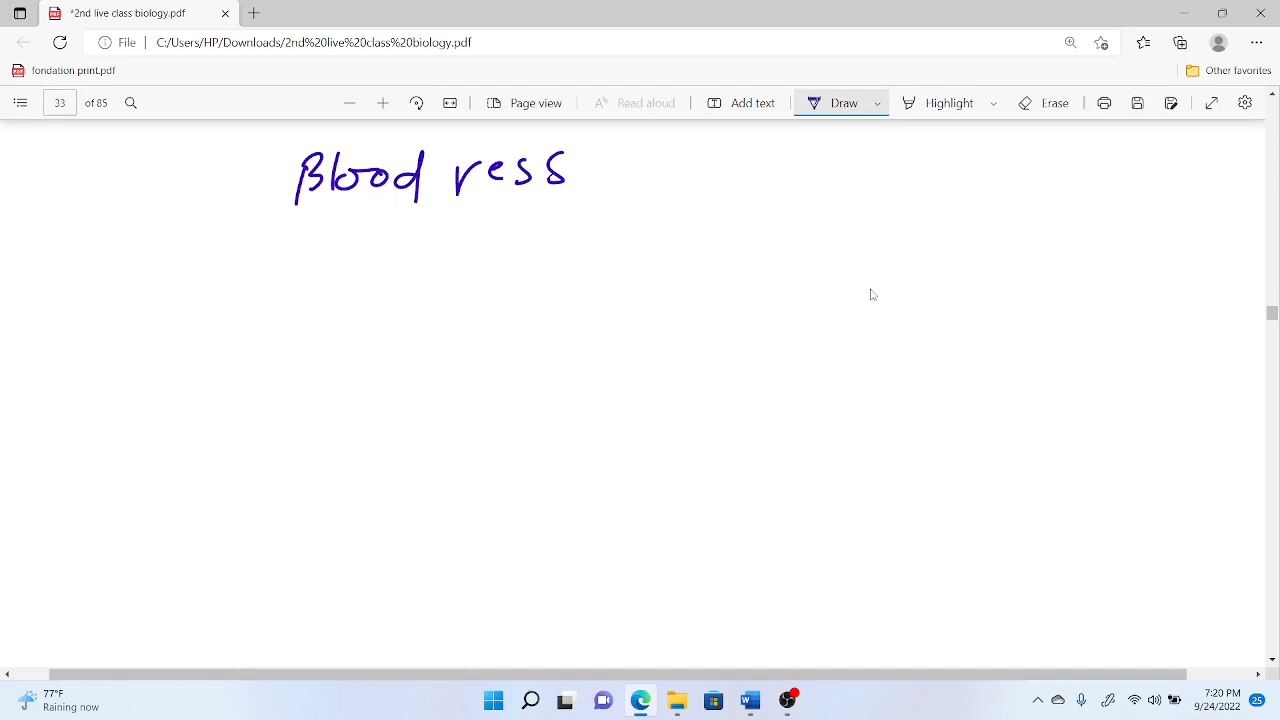 *2nd live class biology.pdf
File C:/Users/HP/Downloads/2nd%20live%20class%20biology.pdf
fondation print.pdf Other favorites
33 of 85 Page view Read aloud Add text Draw Highlight Erase
Blood ress
77°F
Raining now
7:20 PM
9/24/2022
25